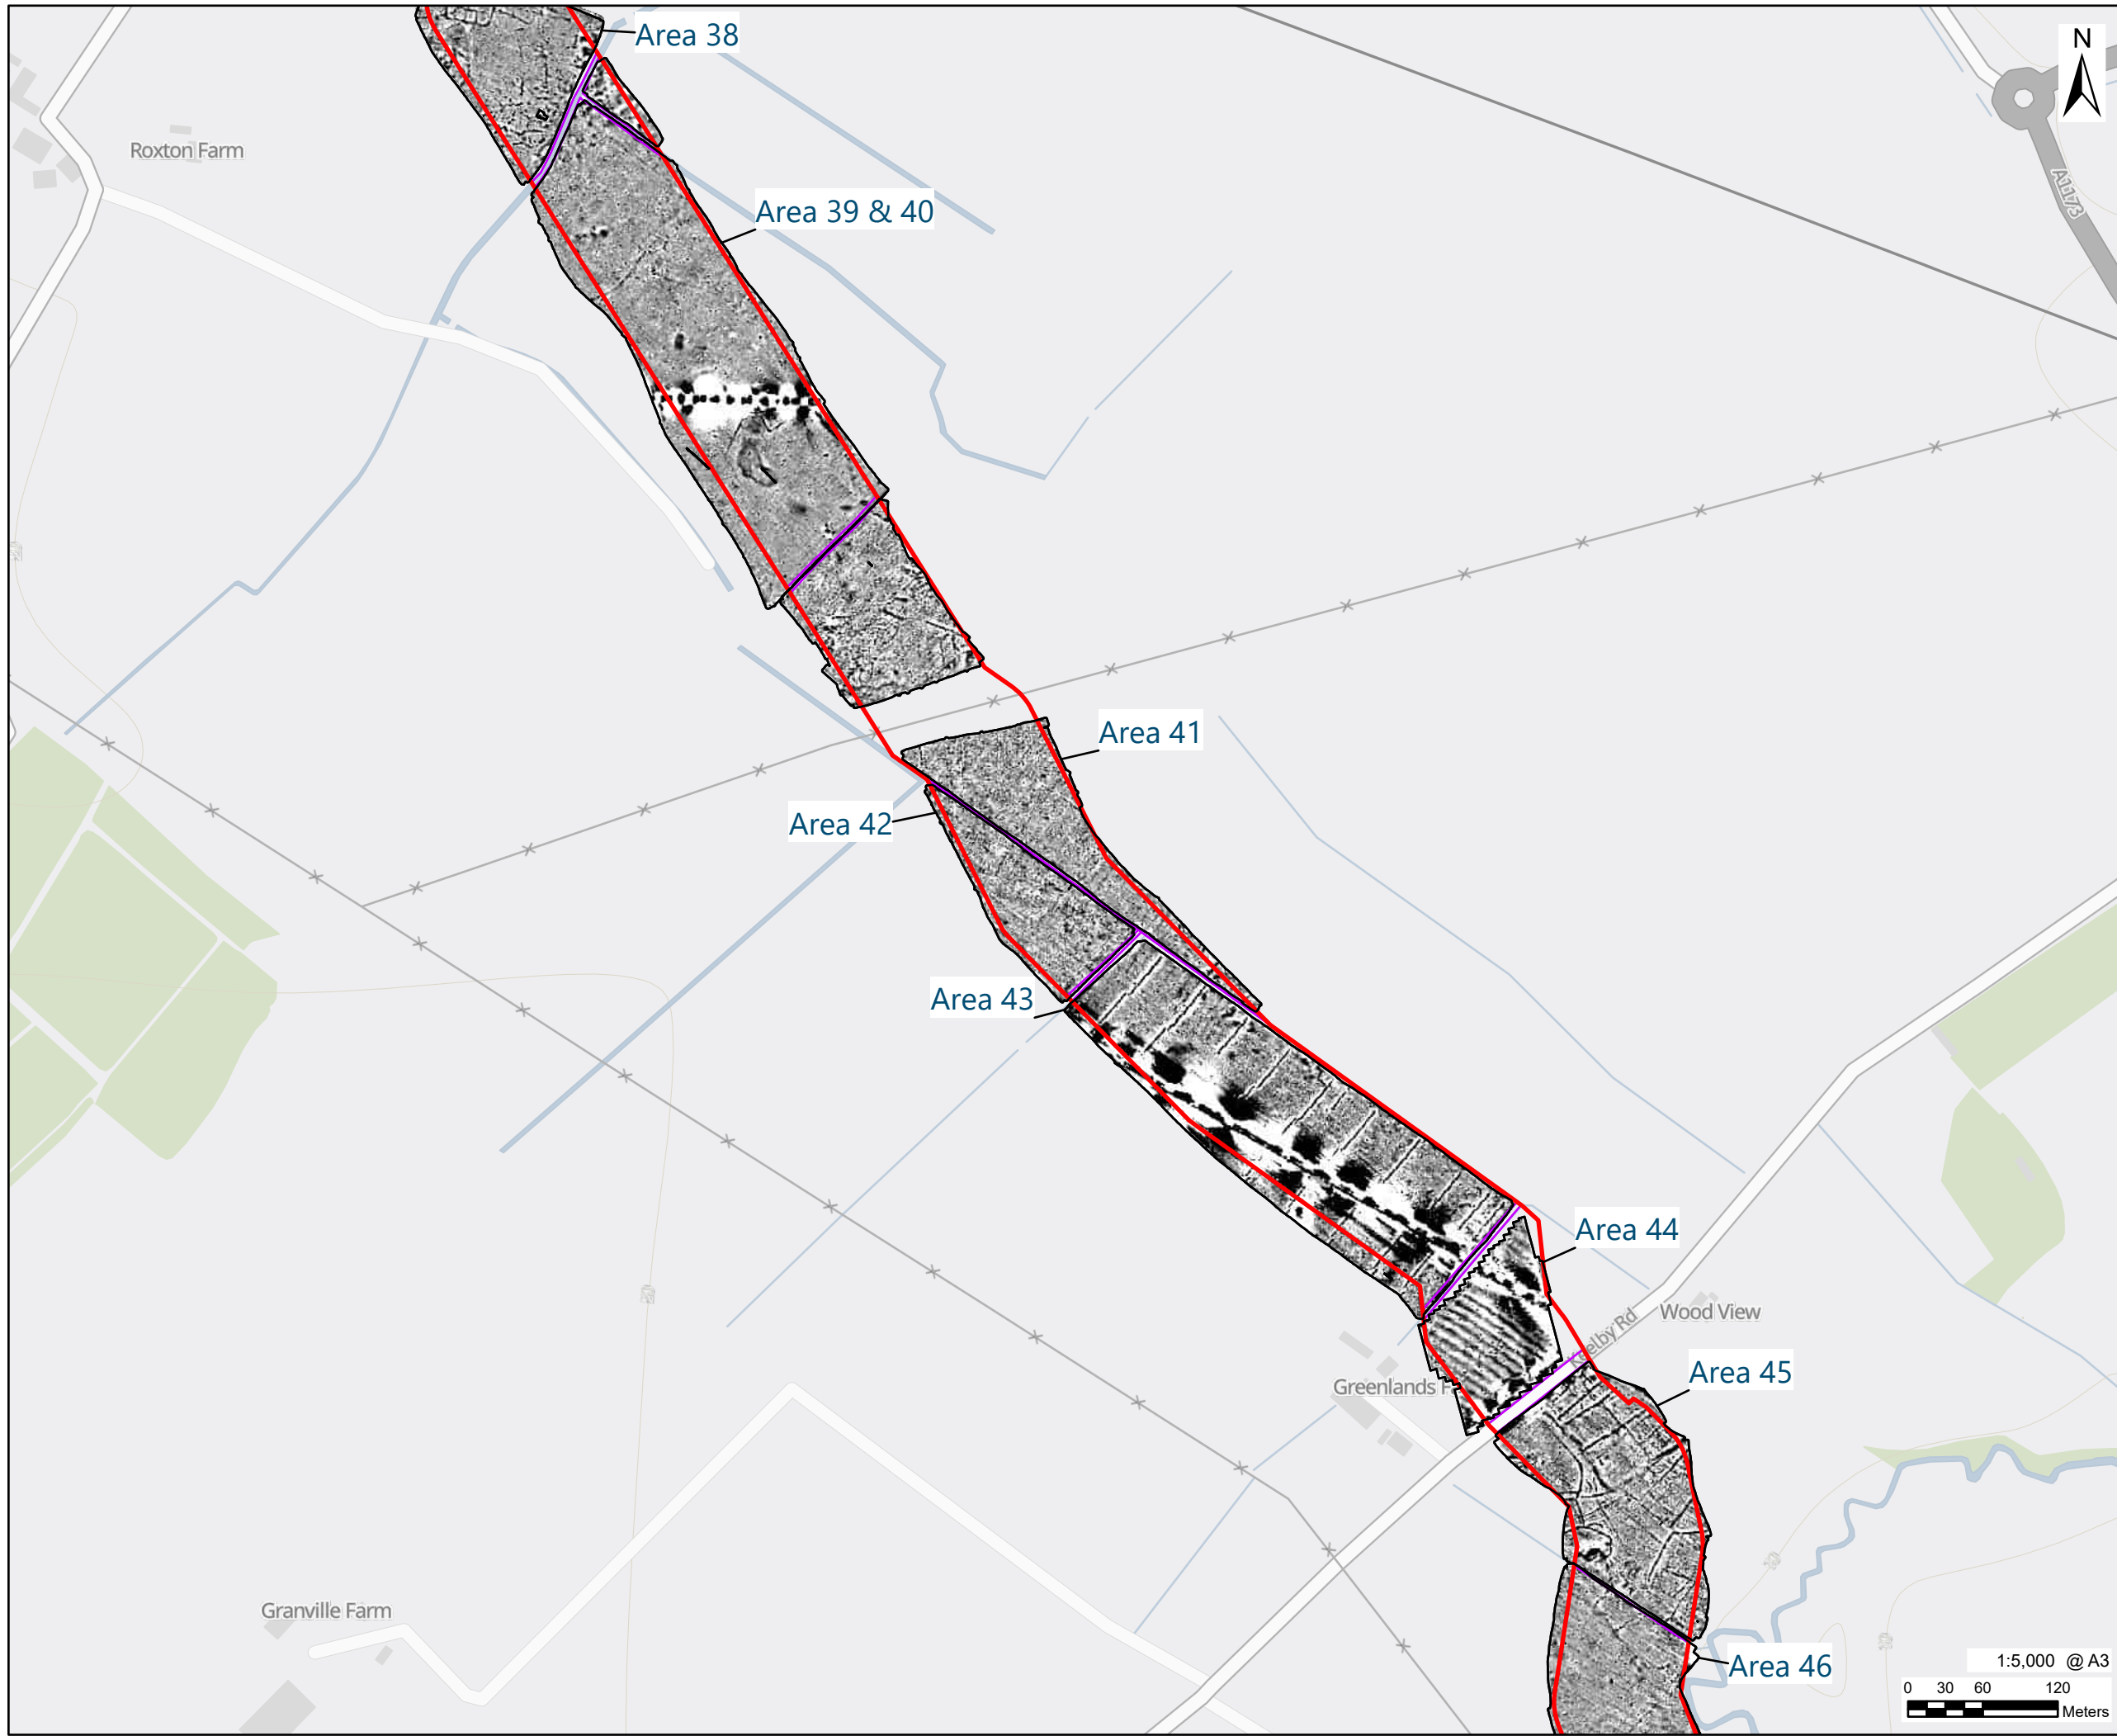 Area 38
N
Roxton Farm
A1173
Area 39 & 40
Area 41
Area 42
Area 43
Area 44
Wood View
Area 45
Greenlands
Granville Farm
Area 46
1:5,000 @ A3
0 30 60 120
Meters